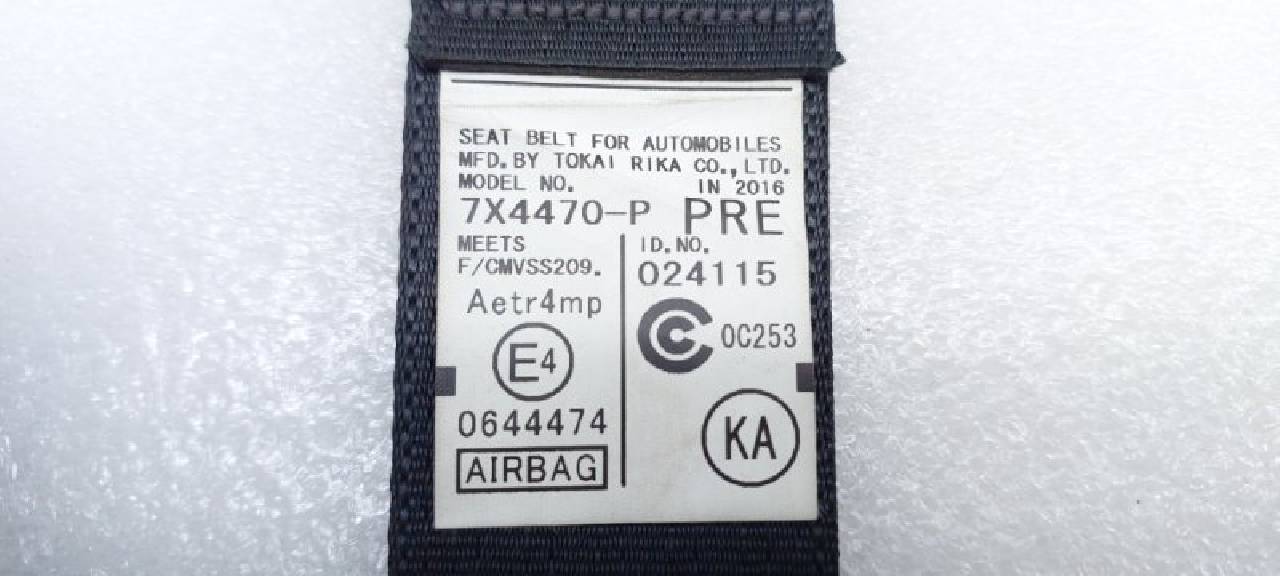 SEAT BELT FOR AUTOMOBILES
MFD. BY TOKAI RIKA CO., LTD.
MODEL NO. IN 2016
7X4470-P PRE
MEETS
F/CMVSS209.
Aetr4mp
E4
0644474
AIRBAG
ID. NO.
024115
CCC 0C253
KA